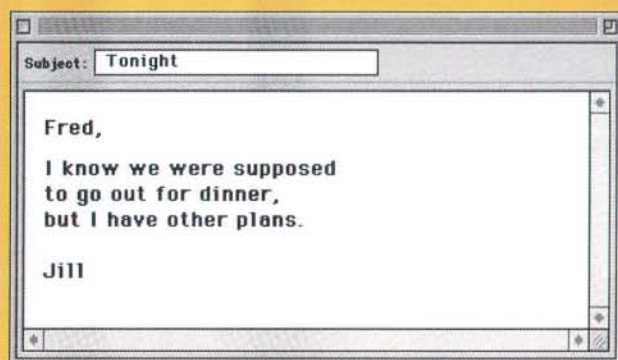 Subject: Tonight
Fred,
I know we were supposed
to go out for dinner,
but I have other plans.
Jill